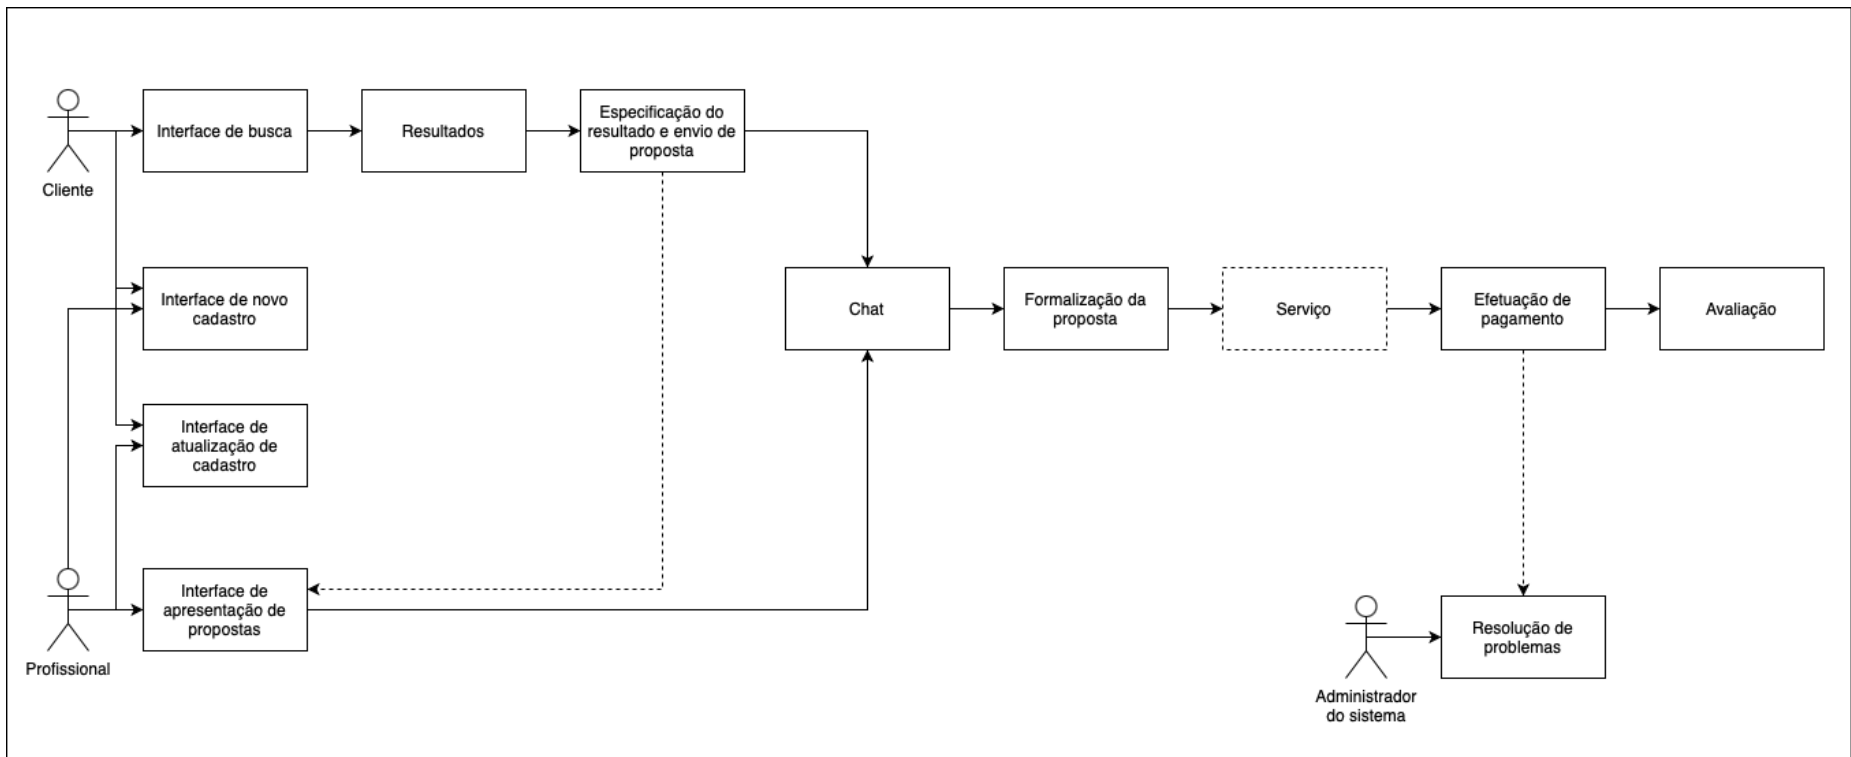 Cliente
Interface de busca
Resultados
Especificação do
resultado e envio de
proposta
Interface de novo
cadastro
Chat
Formalização da
proposta
Serviço
Efetuação de
pagamento
Avaliação
Interface de
atualização de
cadastro
Profissional
Interface de
apresentação de
propostas
Administrador
do sistema
Resolução de
problemas